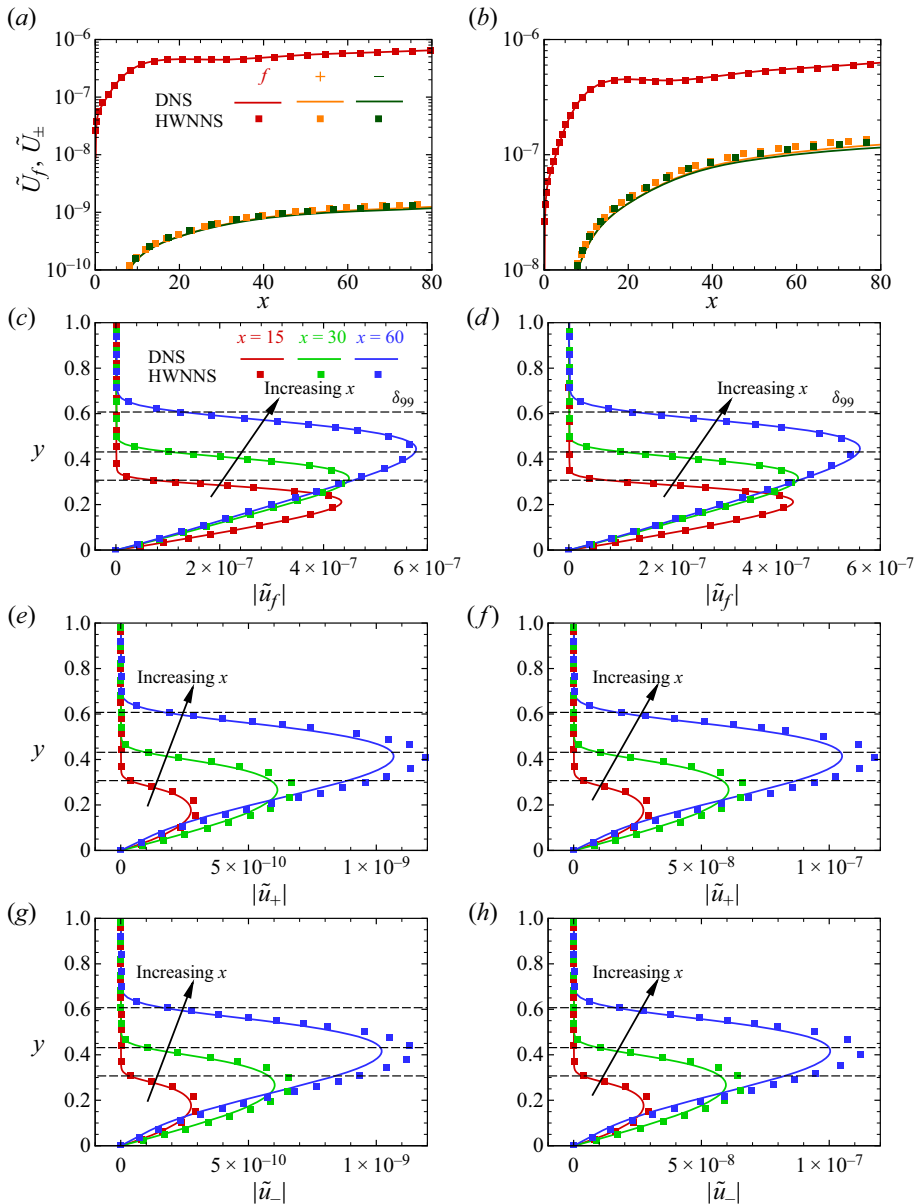 (a)
10⁻⁶
10⁻⁷
10⁻⁸
10⁻⁹
10⁻¹⁰
Ũ_f, Ũ_±
f + −
DNS
HWNNS
0 20 40 60 80
x
(b)
10⁻⁶
10⁻⁷
10⁻⁸
0 20 40 60 80
x
(c)
x = 15 x = 30 x = 60
DNS
HWNNS
Increasing x
δ₉₉
1.0
0.8
0.6
0.4
0.2
0
y
0 2 × 10⁻⁷ 4 × 10⁻⁷ 6 × 10⁻⁷
|ũ_f|
(d)
Increasing x
δ₉₉
1.0
0.8
0.6
0.4
0.2
0
0 2 × 10⁻⁷ 4 × 10⁻⁷ 6 × 10⁻⁷
|ũ_f|
(e)
Increasing x
1.0
0.8
0.6
0.4
0.2
0
y
0 5 × 10⁻¹⁰ 1 × 10⁻⁹
|ũ₊|
(f)
Increasing x
1.0
0.8
0.6
0.4
0.2
0
0 5 × 10⁻⁸ 1 × 10⁻⁷
|ũ₊|
(g)
Increasing x
1.0
0.8
0.6
0.4
0.2
0
y
0 5 × 10⁻¹⁰ 1 × 10⁻⁹
|ũ₋|
(h)
Increasing x
1.0
0.8
0.6
0.4
0.2
0
0 5 × 10⁻⁸ 1 × 10⁻⁷
|ũ₋|